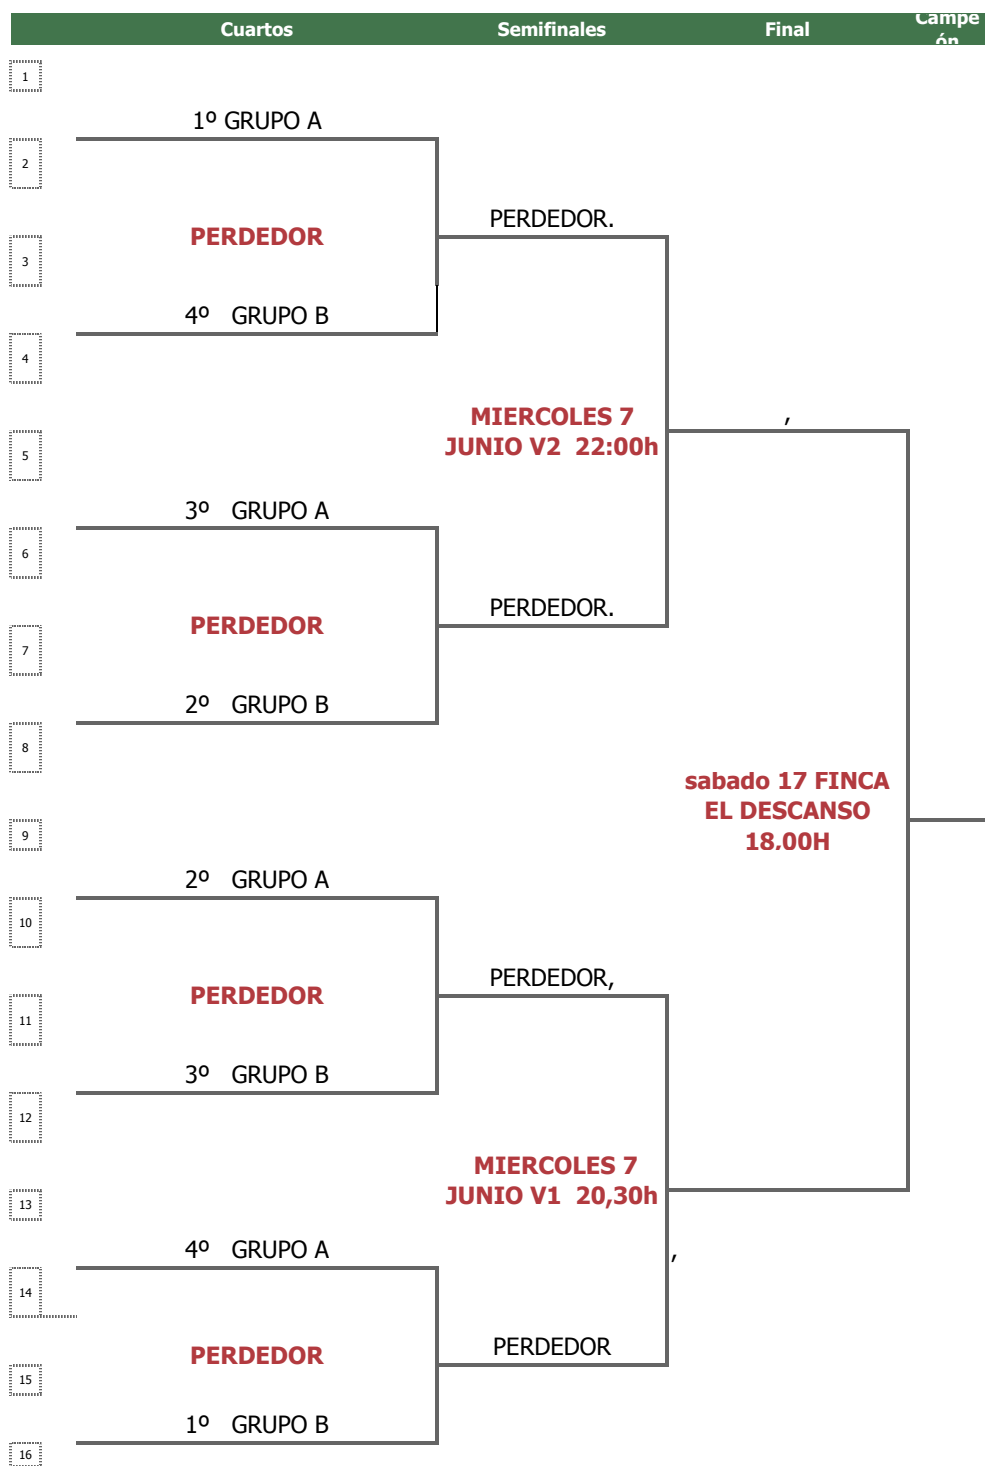 Cuartos Semifinales Final Campe
ón
1
1º GRUPO A
2
PERDEDOR.
PERDEDOR
3
4º GRUPO B
4
MIERCOLES 7
,
JUNIO V2 22:00h
5
3º GRUPO A
6
PERDEDOR.
PERDEDOR
7
2º GRUPO B
8
sabado 17 FINCA
EL DESCANSO
18.00H
9
2º GRUPO A
10
PERDEDOR,
PERDEDOR
11
3º GRUPO B
12
MIERCOLES 7
JUNIO V1 20,30h
13
4º GRUPO A
,
14
PERDEDOR
PERDEDOR
15
1º GRUPO B
16